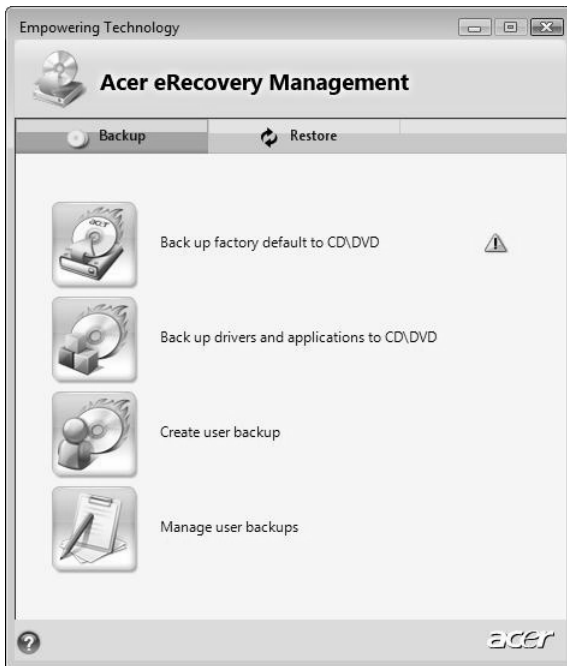 Empowering Technology
Acer eRecovery Management
Backup
Restore
acer
Back up factory default to CD\DVD
Back up drivers and applications to CD\DVD
Create user backup
Manage user backups
?
acer